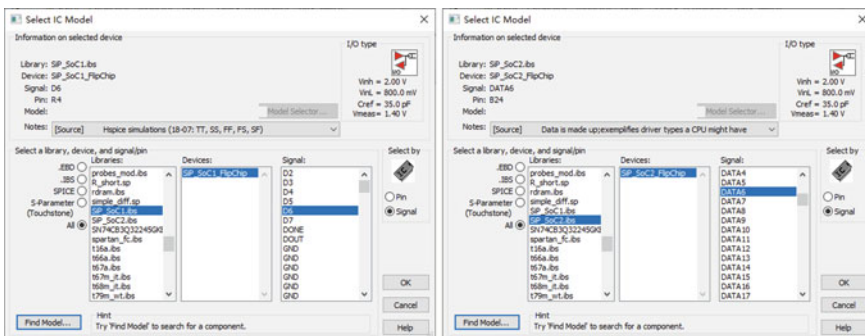 Select IC Model
Information on selected device
Library: SiP_SoC1.ibs
Device: SiP_SoC1_FlipChip
Signal: D6
Pin: R4
Model:
Model Selector...
Notes: [Source] Hspice simulations (18-07: TT, SS, FF, FS, SF)
I/O type
I/O
Vinh = 2.00 V
VinL = 800.0 mV
Cref = 35.0 pF
Vmeas = 1.40 V
Select a library, device, and signal/pin
.EBD
.IBS
SPICE
S-Parameter
(Touchstone)
All
Libraries:
probes_mod.ibs
R_short.sp
rdram.ibs
simple_diff.sp
SiP_SoC1.ibs
SiP_SoC2.ibs
SN74CB3Q32245GKE
spartan_fc.ibs
t16a.ibs
t66a.ibs
t67a.ibs
t67m_it.ibs
t68m_it.ibs
t79m_wt.ibs
Devices:
SiP_SoC1_FlipChip
Signal:
D2
D3
D4
D5
D6
D7
DONE
DOUT
GND
GND
GND
GND
GND
GND
Select by
Pin
Signal
OK
Cancel
Help
Find Model...
Hint
Try 'Find Model' to search for a component.
Select IC Model
Information on selected device
Library: SiP_SoC2.ibs
Device: SiP_SoC2_FlipChip
Signal: DATA6
Pin: B24
Model:
Model Selector...
Notes: [Source] Data is made up;exemplifies driver types a CPU might have
I/O type
I/O
Vinh = 2.00 V
VinL = 800.0 mV
Cref = 35.0 pF
Vmeas = 1.40 V
Select a library, device, and signal/pin
.EBD
.IBS
SPICE
S-Parameter
(Touchstone)
All
Libraries:
probes_mod.ibs
R_short.sp
rdram.ibs
simple_diff.sp
SiP_SoC1.ibs
SiP_SoC2.ibs
SN74CB3Q32245GKE
spartan_fc.ibs
t16a.ibs
t66a.ibs
t67a.ibs
t67m_it.ibs
t68m_it.ibs
t79m_wt.ibs
Devices:
SiP_SoC2_FlipChip
Signal:
DATA4
DATA5
DATA6
DATA7
DATA8
DATA9
DATA10
DATA11
DATA12
DATA13
DATA14
DATA15
DATA16
DATA17
Select by
Pin
Signal
OK
Cancel
Help
Find Model...
Hint
Try 'Find Model' to search for a component.